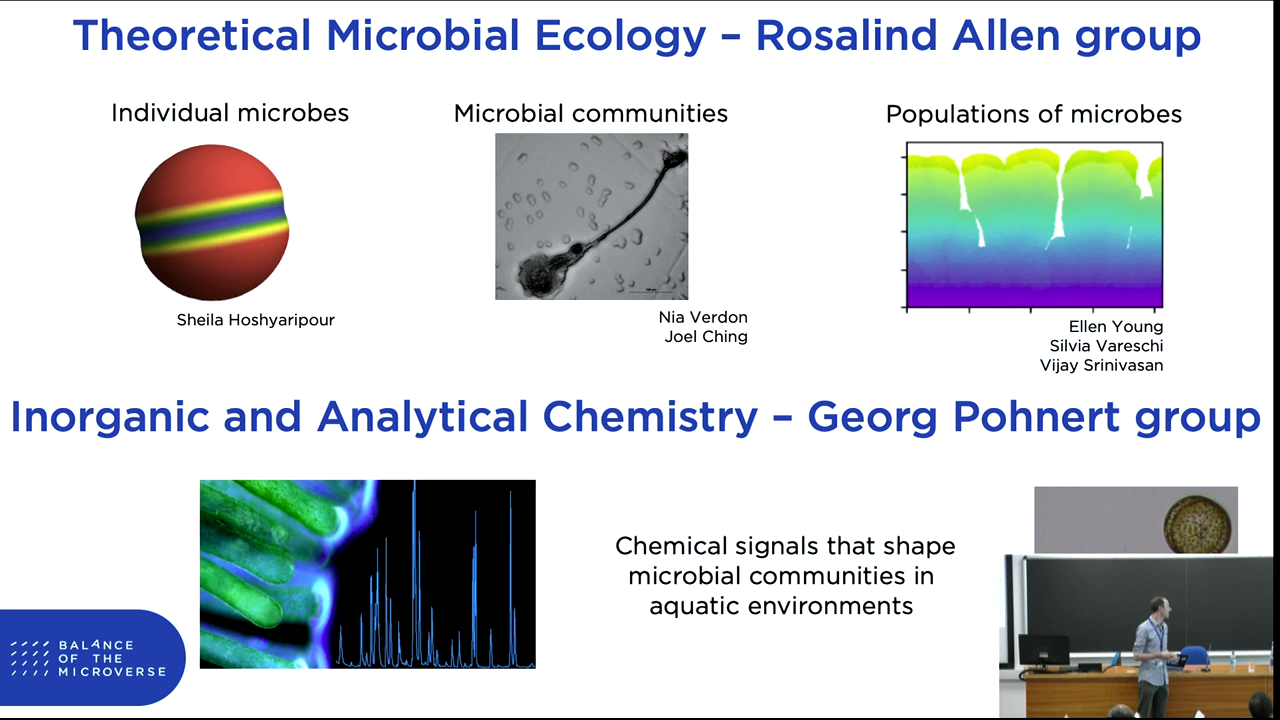 Theoretical Microbial Ecology – Rosalind Allen group
Individual microbes
Microbial communities
Populations of microbes
Sheila Hoshyaripour
Nia Verdon
Joel Ching
Ellen Young
Silvia Vareschi
Vijay Srinivasan
Inorganic and Analytical Chemistry – Georg Pohnert group
Chemical signals that shape
microbial communities in
aquatic environments
BALANCE
OF THE
MICROVERSE